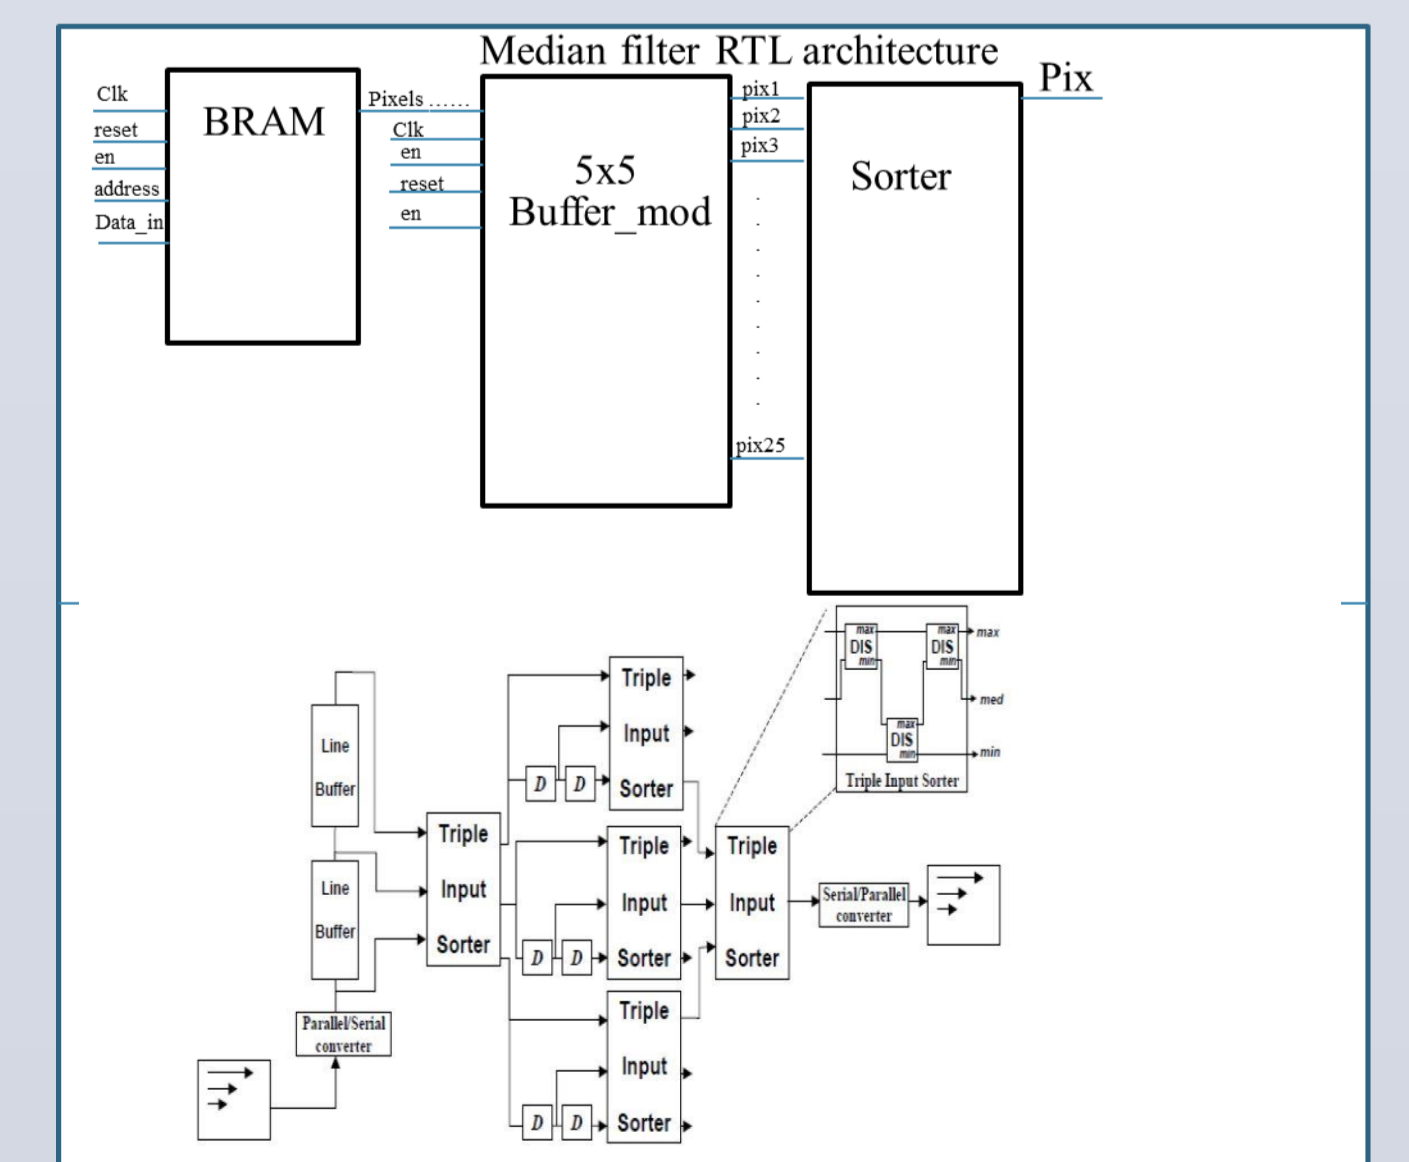 Median filter RTL architecture
Clk
reset
en
address
Data_in
BRAM
Pixels ......
Clk
en
reset
en
5x5
Buffer_mod
pix1
pix2
pix3
pix25
Sorter
Pix
max
DIS
min
max
DIS
min
max
DIS
min
max
med
min
Triple Input Sorter
Line
Buffer
Line
Buffer
Parallel/Serial
converter
Triple
Input
Sorter
D
D
Triple
Input
Sorter
D
D
Triple
Input
Sorter
D
D
Triple
Input
Sorter
Triple
Input
Sorter
Serial/Parallel
converter